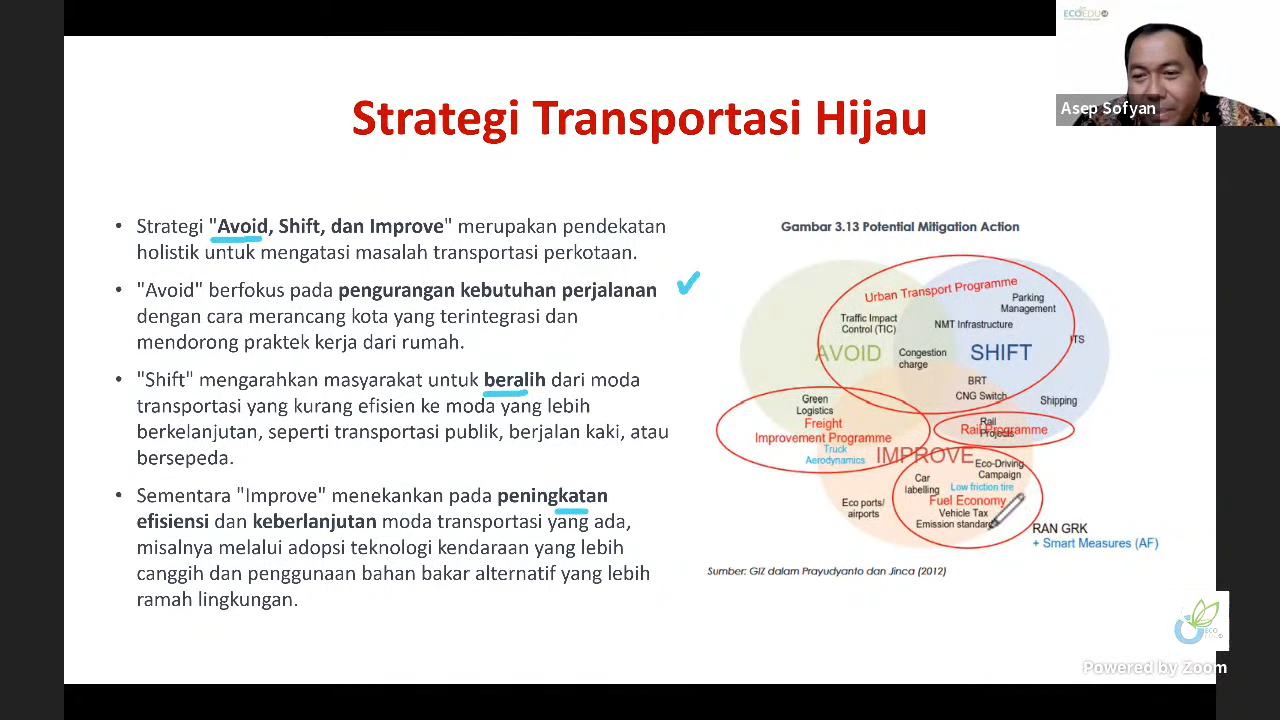 ECOEDU
Asep Sofyan
Strategi Transportasi Hijau
• Strategi "Avoid, Shift, dan Improve" merupakan pendekatan
holistik untuk mengatasi masalah transportasi perkotaan.
• "Avoid" berfokus pada pengurangan kebutuhan perjalanan
dengan cara merancang kota yang terintegrasi dan
mendorong praktek kerja dari rumah.
• "Shift" mengarahkan masyarakat untuk beralih dari moda
transportasi yang kurang efisien ke moda yang lebih
berkelanjutan, seperti transportasi publik, berjalan kaki, atau
bersepeda.
• Sementara "Improve" menekankan pada peningkatan
efisiensi dan keberlanjutan moda transportasi yang ada,
misalnya melalui adopsi teknologi kendaraan yang lebih
canggih dan penggunaan bahan bakar alternatif yang lebih
ramah lingkungan.
Gambar 3.13 Potential Mitigation Action
Urban Transport Programme
Parking
Management
Traffic Impact
Control (TIC)
NMT Infrastructure
ITS
AVOID
Congestion
charge
SHIFT
BRT
CNG Switch
Shipping
Green
Logistics
Freight
Improvement Programme
Truck
Aerodynamics
Rail
Projects
Rail Programme
IMPROVE
Eco-Driving
Campaign
Car
labelling
Low friction tire
Fuel Economy
Vehicle Tax
Emission standard
Eco ports/
airports
RAN GRK
+ Smart Measures (AF)
Sumber: GIZ dalam Prayudyanto dan Jinca (2012)
ECO
EDU
Powered by Zoom